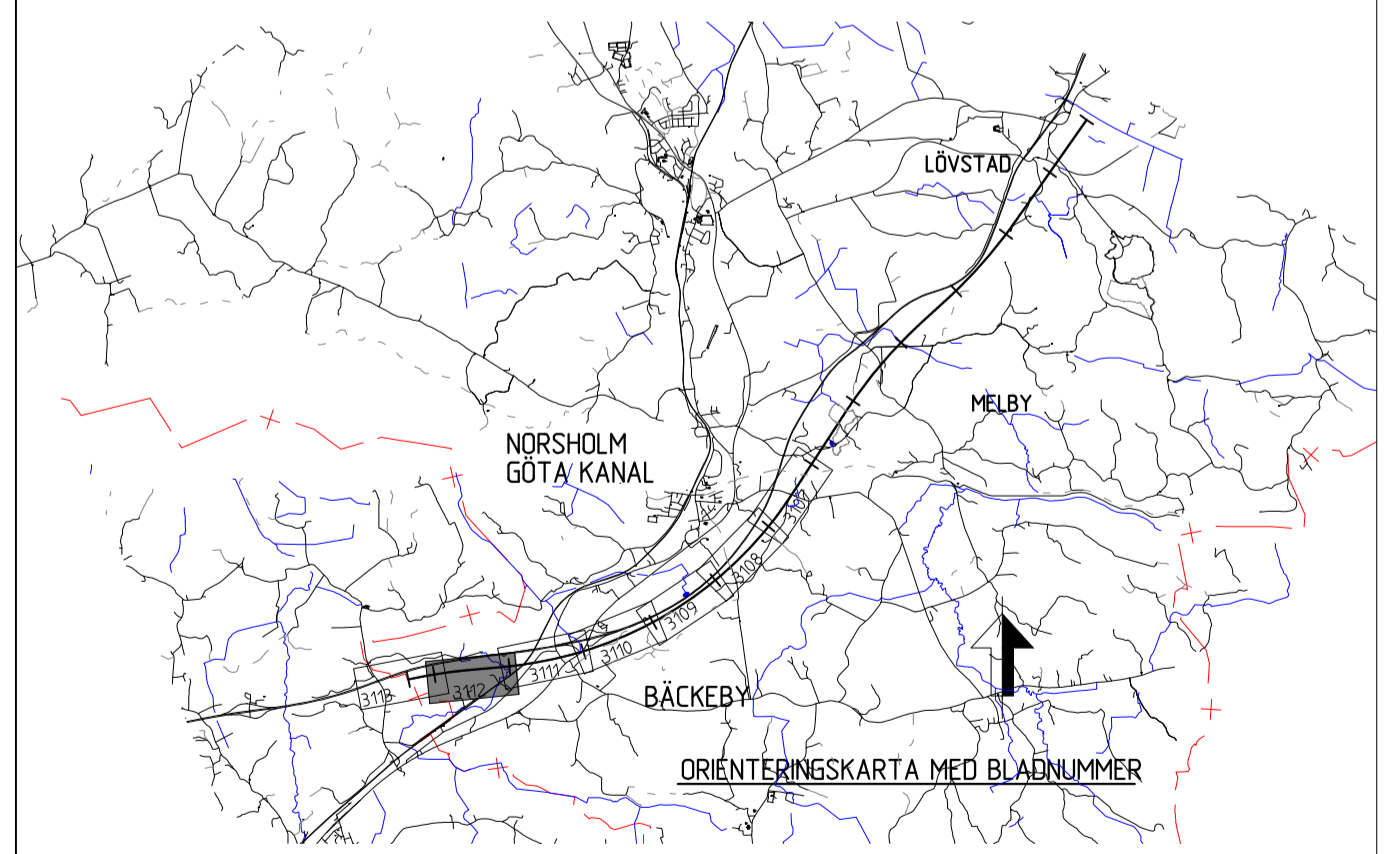 LÖVSTAD
MELBY
NORSHOLM
GÖTA KANAL
3107
3108
3109
3110
3111
3112
3113
BÄCKEBY
ORIENTERINGSKARTA MED BLADNUMMER